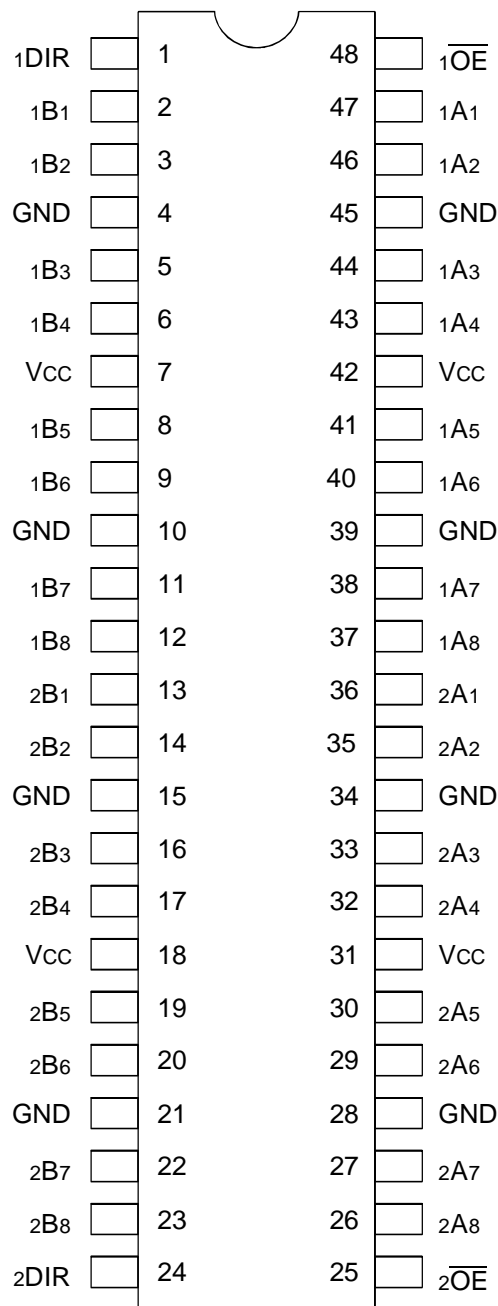 1DIR 1 48 1O̅E̅
1B1 2 47 1A1
1B2 3 46 1A2
GND 4 45 GND
1B3 5 44 1A3
1B4 6 43 1A4
VCC 7 42 VCC
1B5 8 41 1A5
1B6 9 40 1A6
GND 10 39 GND
1B7 11 38 1A7
1B8 12 37 1A8
2B1 13 36 2A1
2B2 14 35 2A2
GND 15 34 GND
2B3 16 33 2A3
2B4 17 32 2A4
VCC 18 31 VCC
2B5 19 30 2A5
2B6 20 29 2A6
GND 21 28 GND
2B7 22 27 2A7
2B8 23 26 2A8
2DIR 24 25 2O̅E̅